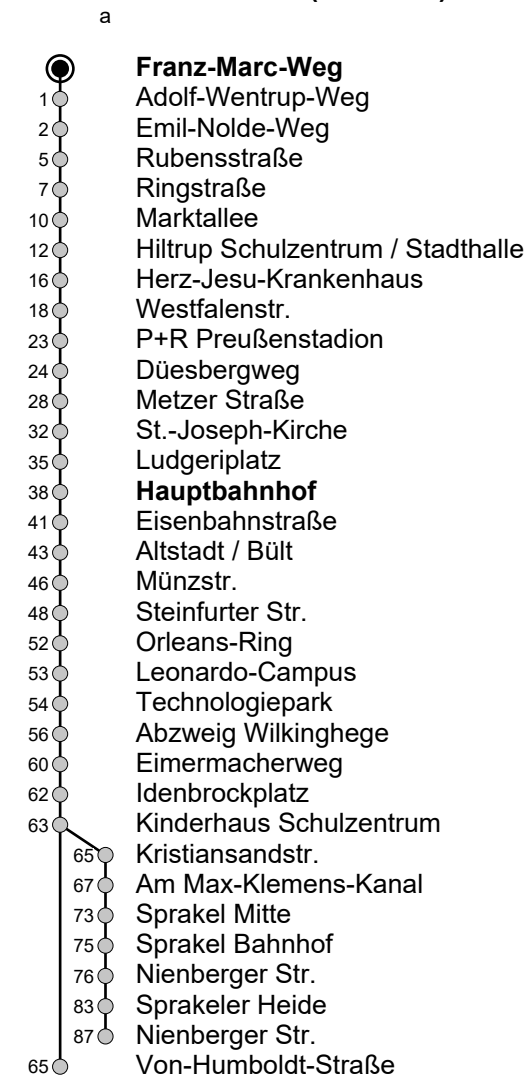 a
Franz-Marc-Weg
1 Adolf-Wentrup-Weg
2 Emil-Nolde-Weg
5 Rubensstraße
7 Ringstraße
10 Marktallee
12 Hiltrup Schulzentrum / Stadthalle
16 Herz-Jesu-Krankenhaus
18 Westfalenstr.
23 P+R Preußenstadion
24 Düesbergweg
28 Metzer Straße
32 St.-Joseph-Kirche
35 Ludgeriplatz
38 Hauptbahnhof
41 Eisenbahnstraße
43 Altstadt / Bült
46 Münzstr.
48 Steinfurter Str.
52 Orleans-Ring
53 Leonardo-Campus
54 Technologiepark
56 Abzweig Wilkinghege
60 Eimermacherweg
62 Idenbrockplatz
63 Kinderhaus Schulzentrum
65 Kristiansandstr.
67 Am Max-Klemens-Kanal
73 Sprakel Mitte
75 Sprakel Bahnhof
76 Nienberger Str.
83 Sprakeler Heide
87 Nienberger Str.
65 Von-Humboldt-Straße